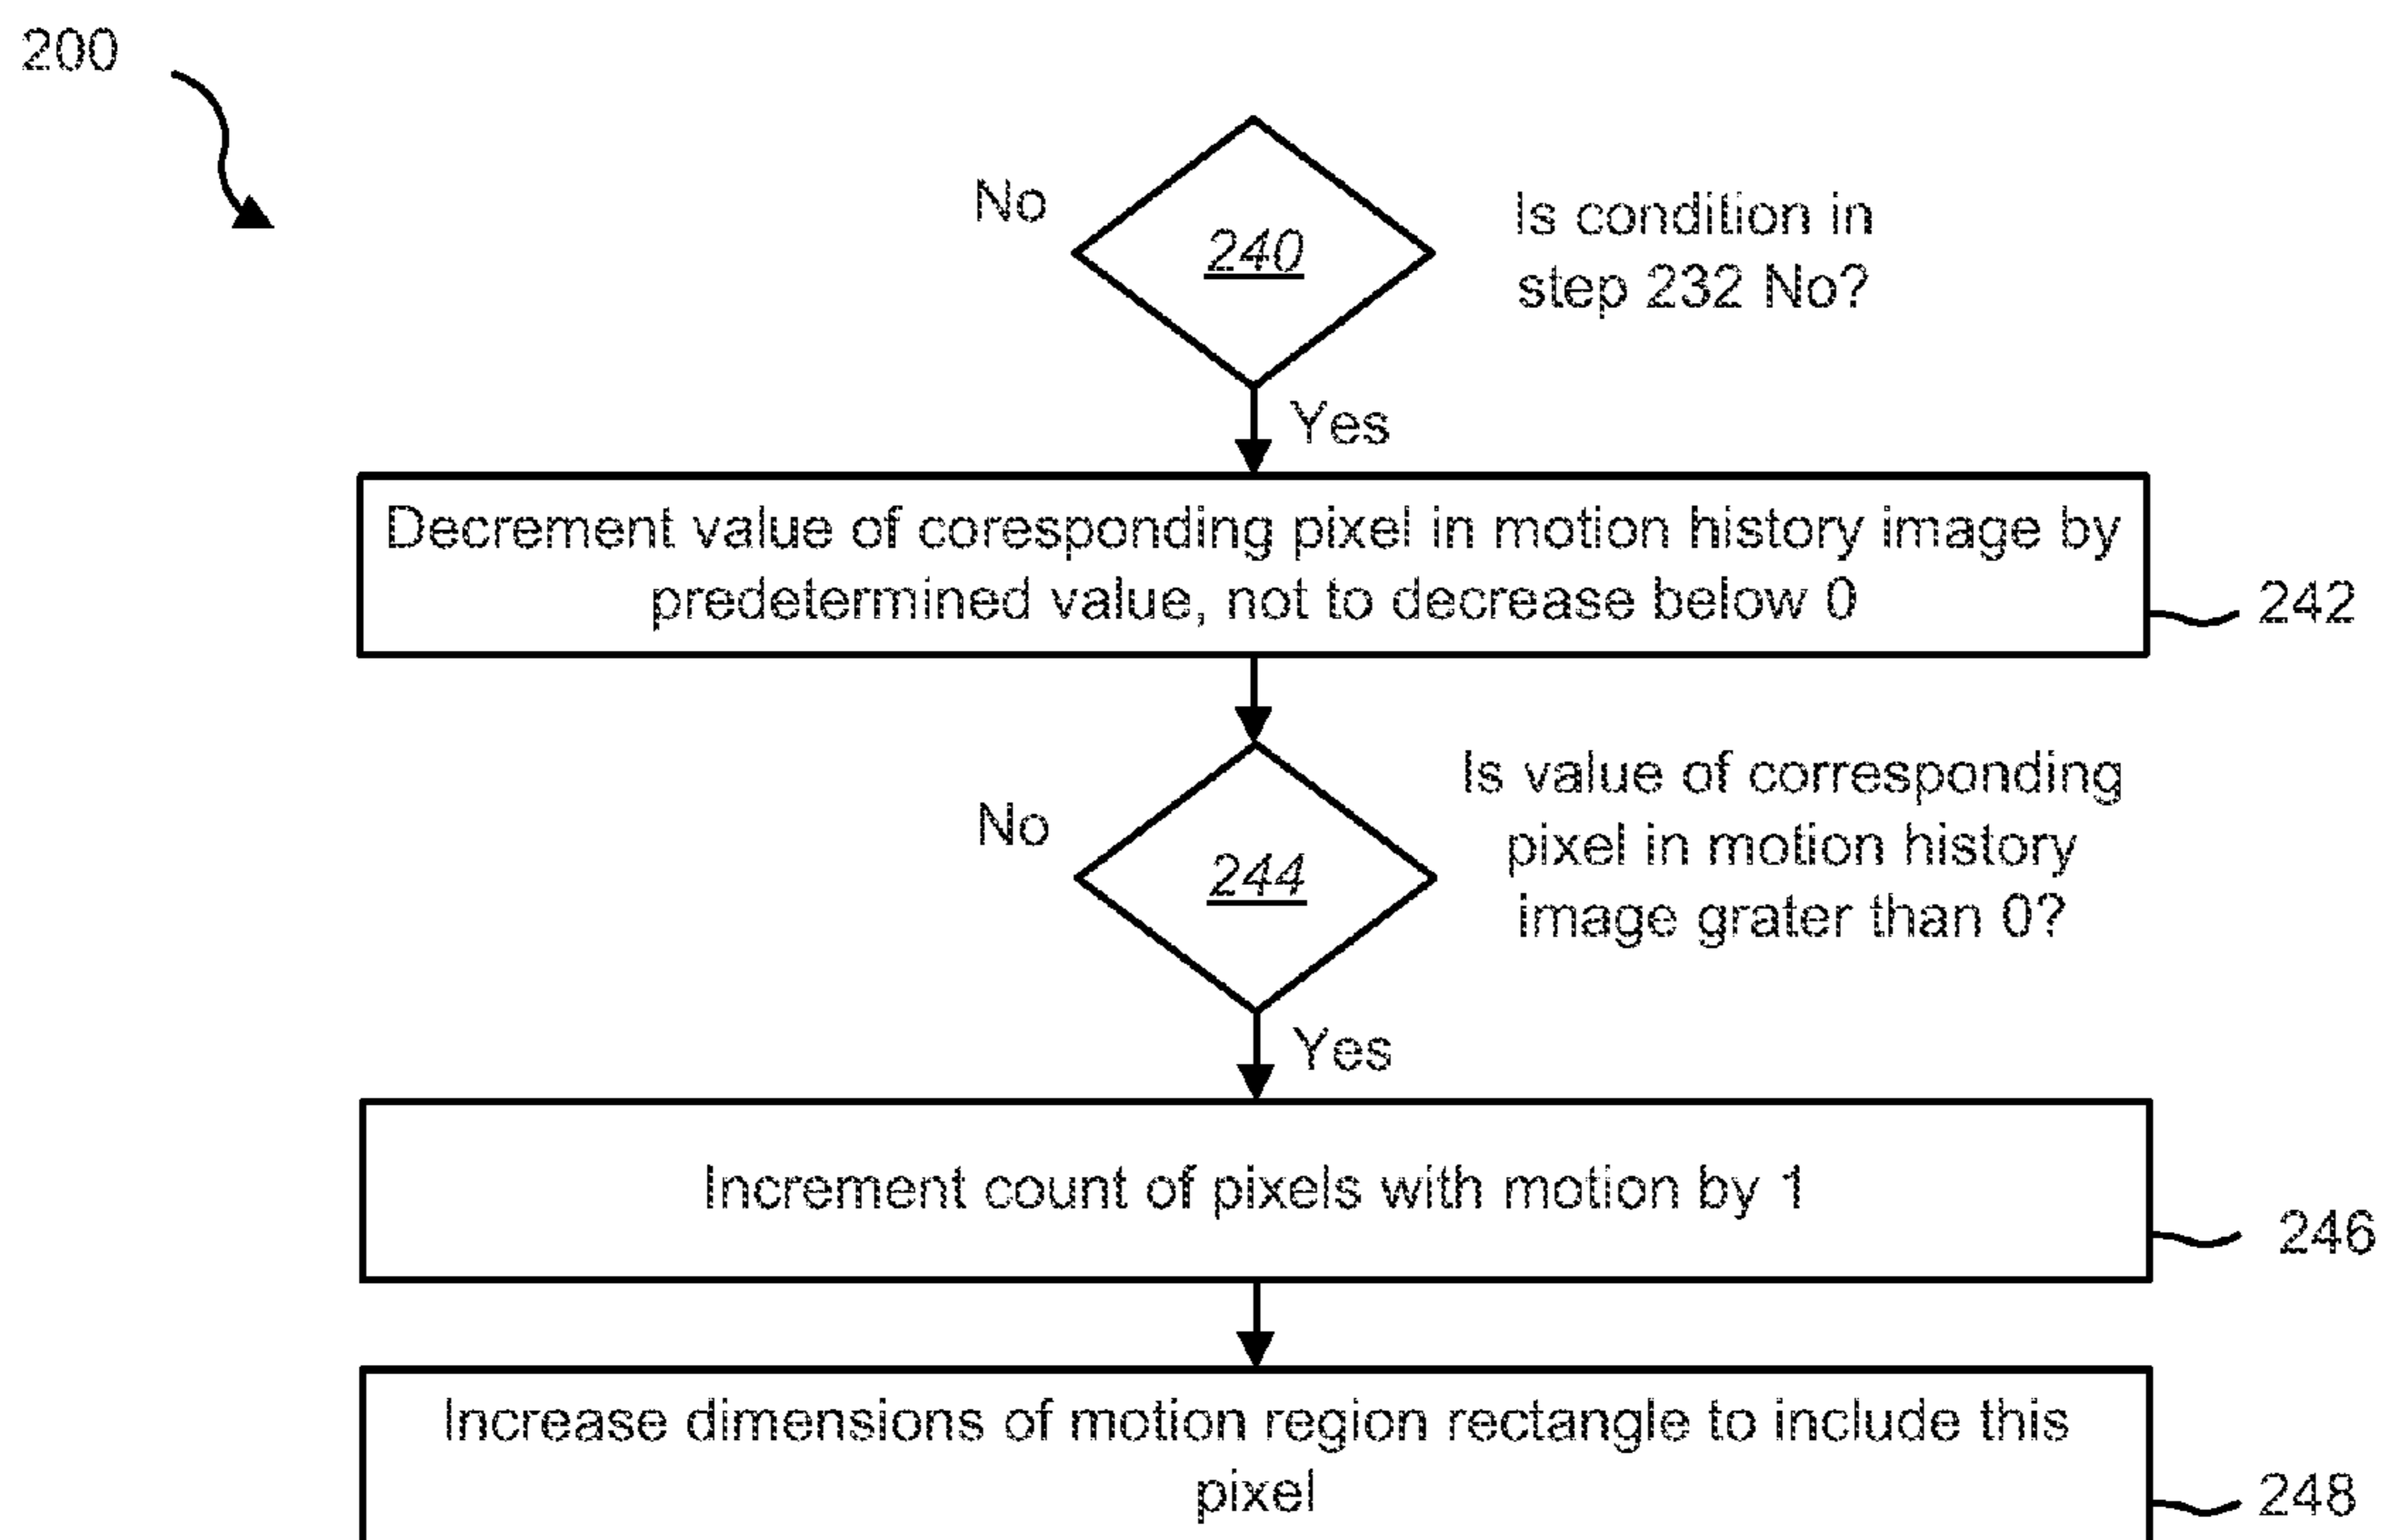 200
No
240
Is condition in
step 232 No?
Yes
Decrement value of coresponding pixel in motion history image by
predetermined value, not to decrease below 0
242
No
244
Is value of corresponding
pixel in motion history
image grater than 0?
Yes
Increment count of pixels with motion by 1
246
Increase dimensions of motion region rectangle to include this
pixel
248